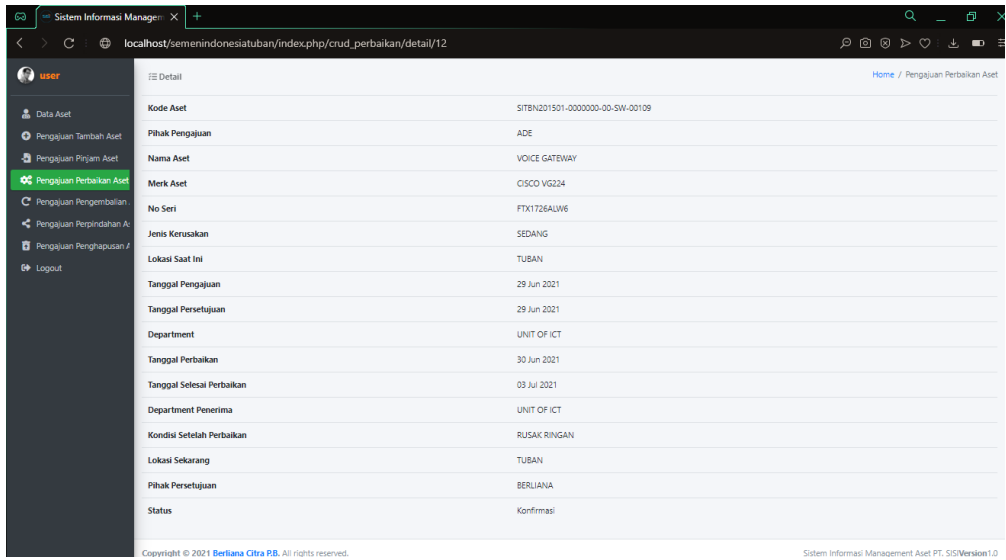 Sistem Informasi Managem
localhost/semenindonesiatuban/index.php/crud_perbaikan/detail/12
user
Data Aset
Pengajuan Tambah Aset
Pengajuan Pinjam Aset
Pengajuan Perbaikan Aset
Pengajuan Pengembalian
Pengajuan Perpindahan As
Pengajuan Penghapusan A
Logout
Detail
Home / Pengajuan Perbaikan Aset
Kode Aset SITBN201501-0000000-00-SW-00109
Pihak Pengajuan ADE
Nama Aset VOICE GATEWAY
Merk Aset CISCO VG224
No Seri FTX1726ALW6
Jenis Kerusakan SEDANG
Lokasi Saat Ini TUBAN
Tanggal Pengajuan 29 Jun 2021
Tanggal Persetujuan 29 Jun 2021
Department UNIT OF ICT
Tanggal Perbaikan 30 Jun 2021
Tanggal Selesai Perbaikan 03 Jul 2021
Department Penerima UNIT OF ICT
Kondisi Setelah Perbaikan RUSAK RINGAN
Lokasi Sekarang TUBAN
Pihak Persetujuan BERLIANA
Status Konfirmasi
Copyright © 2021 Berliana Citra P.B. All rights reserved.
Sistem Informasi Management Aset PT. SISIVersion1.0